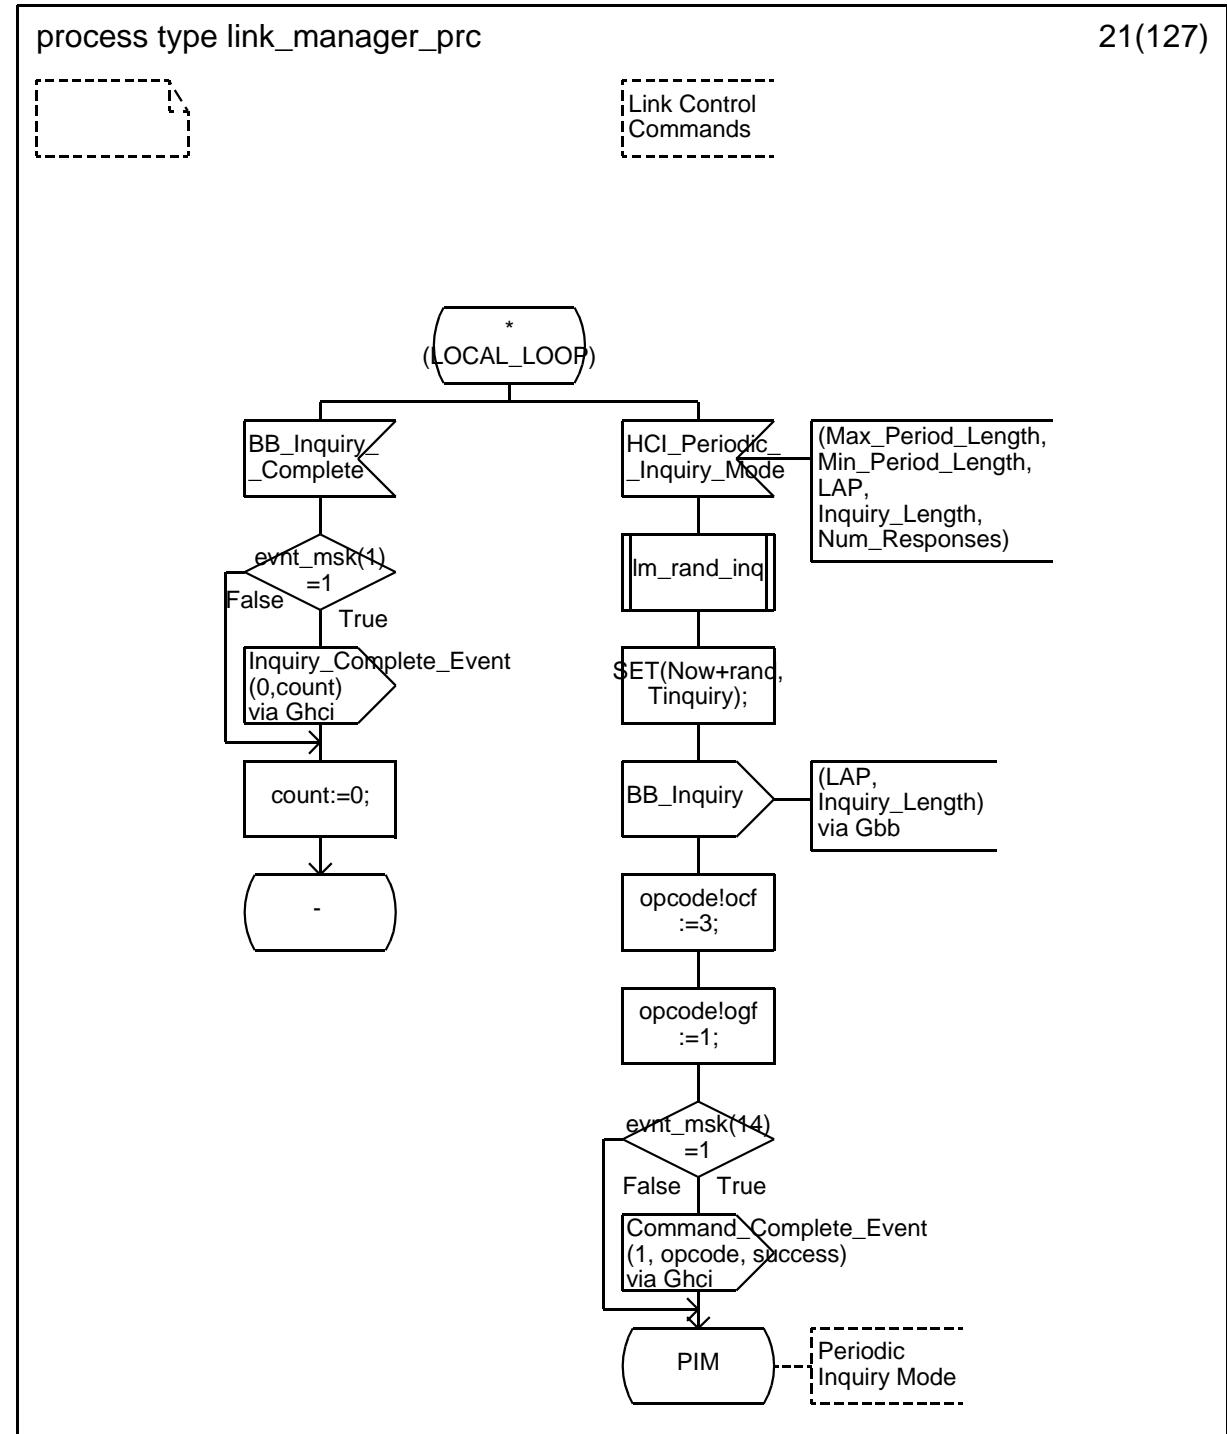 process type link_manager_prc
21(127)
Link Control
Commands
*
(LOCAL_LOOP)
BB_Inquiry_
_Complete
evnt_msk(1)
=1
False
True
Inquiry_Complete_Event
(0,count)
via Ghci
count:=0;
-
HCI_Periodic_
_Inquiry_Mode
(Max_Period_Length,
Min_Period_Length,
LAP,
Inquiry_Length,
Num_Responses)
lm_rand_inq
SET(Now+rand,
Tinquiry);
BB_Inquiry
(LAP,
Inquiry_Length)
via Gbb
opcode!ocf
:=3;
opcode!ogf
:=1;
evnt_msk(14)
=1
False
True
Command_Complete_Event
(1, opcode, success)
via Ghci
PIM
Periodic
Inquiry Mode